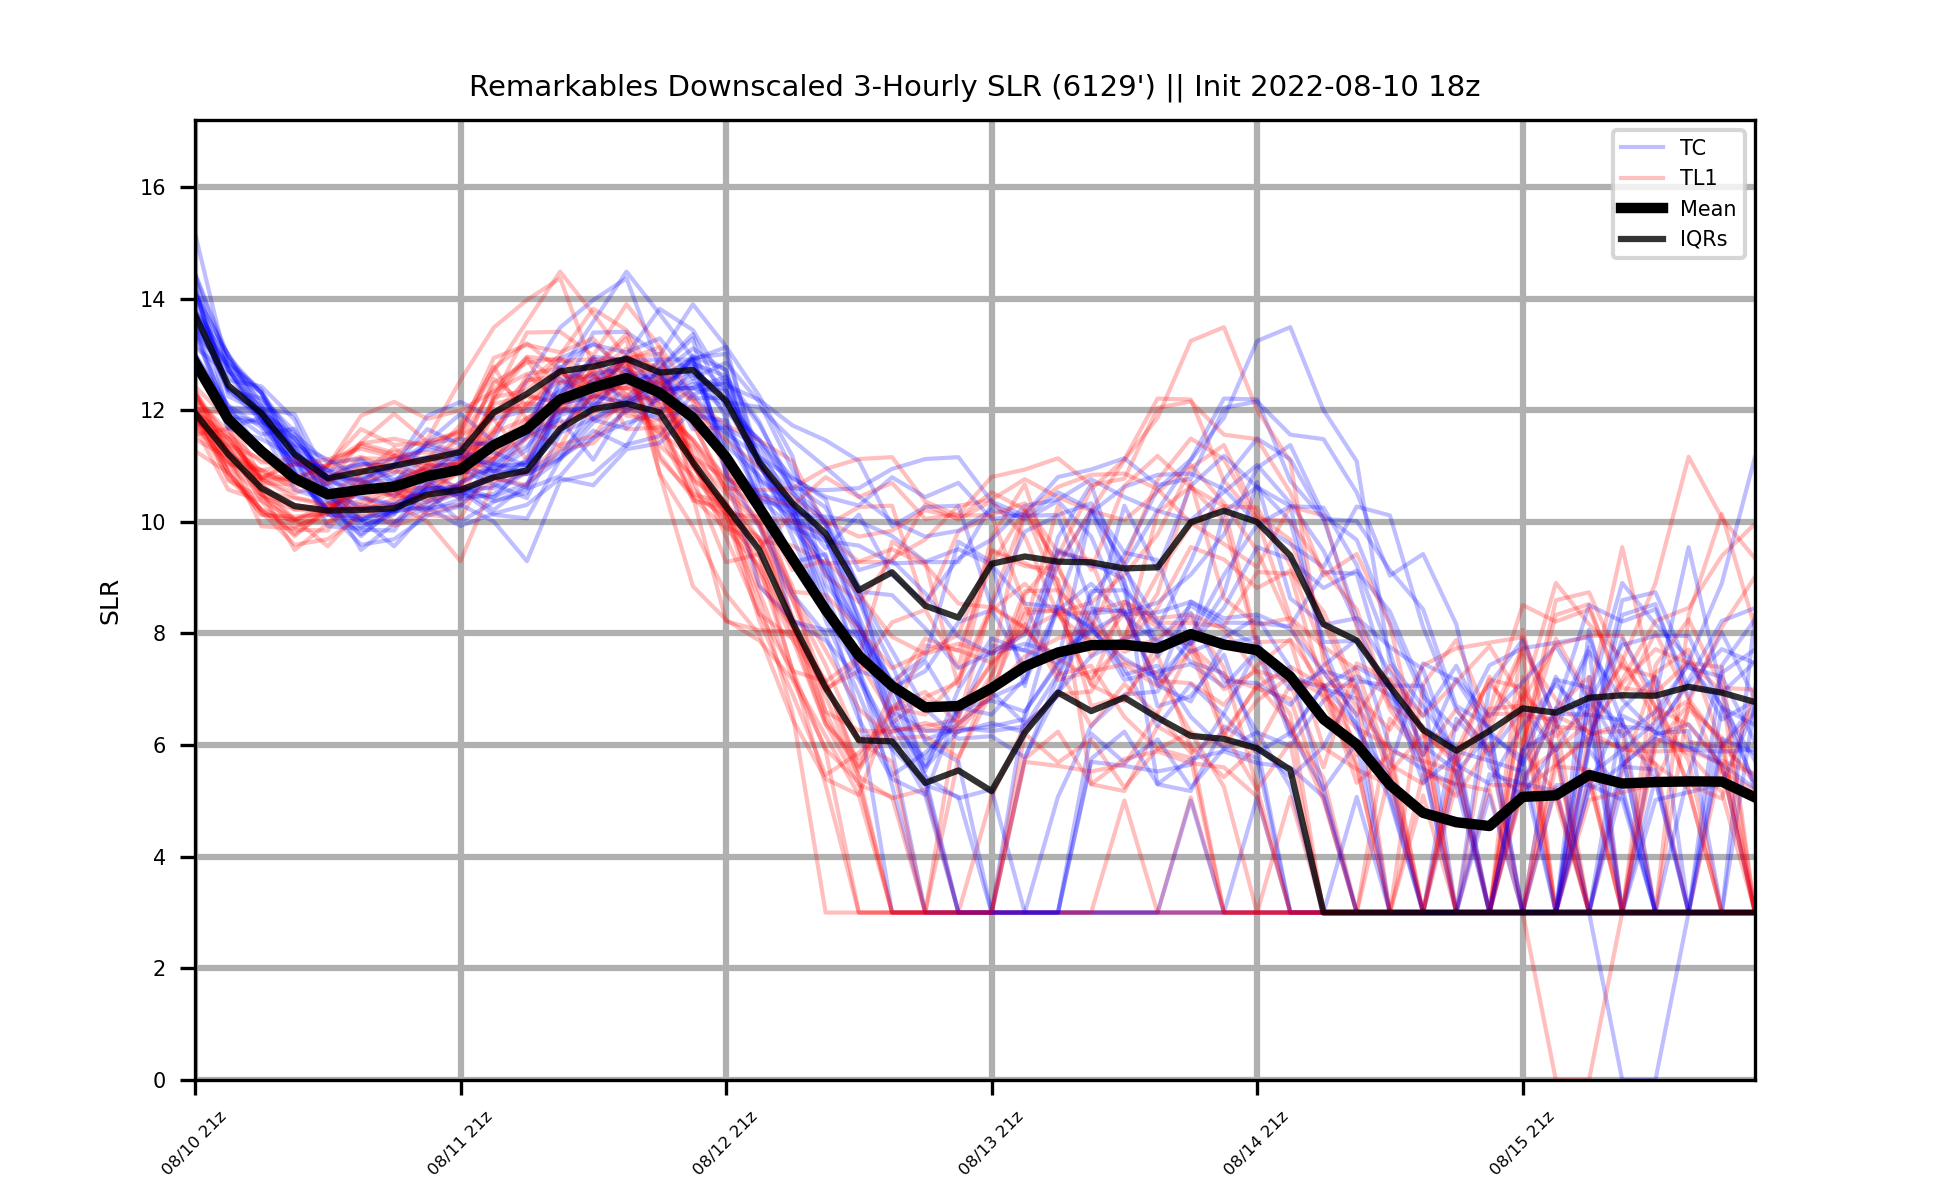 Remarkables Downscaled 3-Hourly SLR (6129') || Init 2022-08-10 18z
TC
TL1
Mean
IQRs
SLR
16
14
12
10
8
6
4
2
0
08/10 21z
08/11 21z
08/12 21z
08/13 21z
08/14 21z
08/15 21z